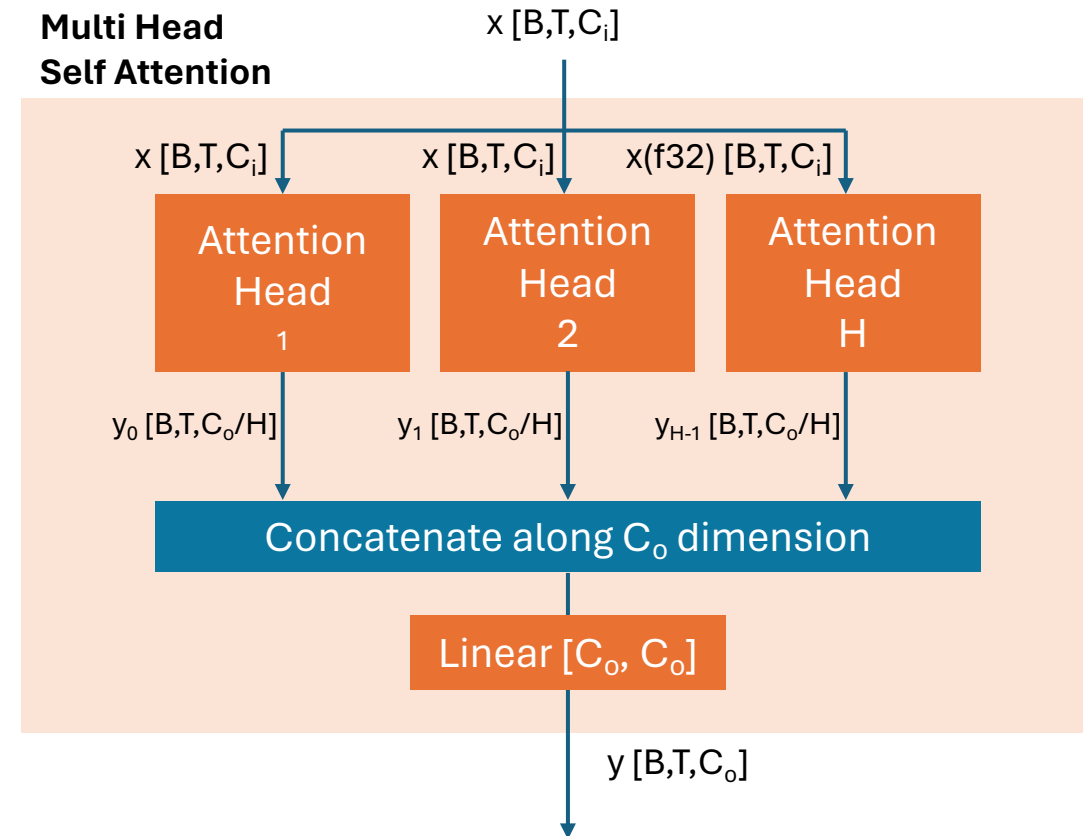 Multi Head
Self Attention
x [B,T,Cᵢ]
x [B,T,Cᵢ]
x [B,T,Cᵢ]
x(f32) [B,T,Cᵢ]
Attention
Head
1
Attention
Head
2
Attention
Head
H
y₀ [B,T,Cₒ/H]
y₁ [B,T,Cₒ/H]
y_H-1 [B,T,Cₒ/H]
Concatenate along Cₒ dimension
Linear [Cₒ, Cₒ]
y [B,T,Cₒ]